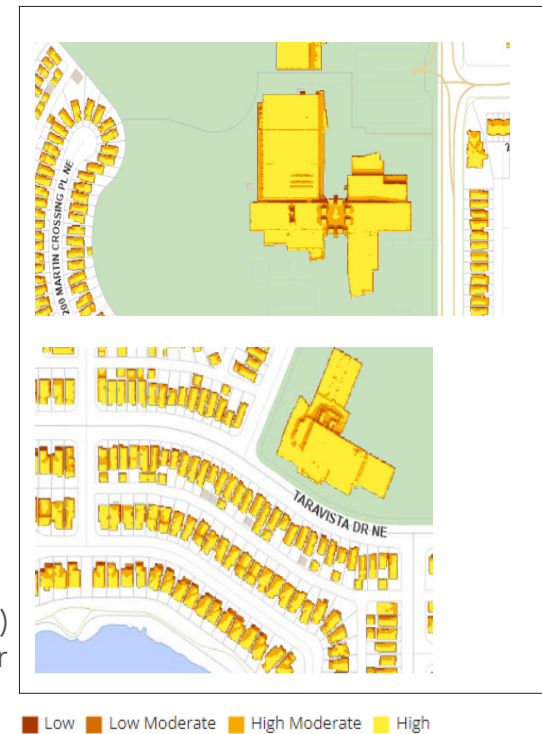 200 MARTIN CROSSING PL NE
TARAVISTA DR NE
)
r
Low Low Moderate High Moderate High